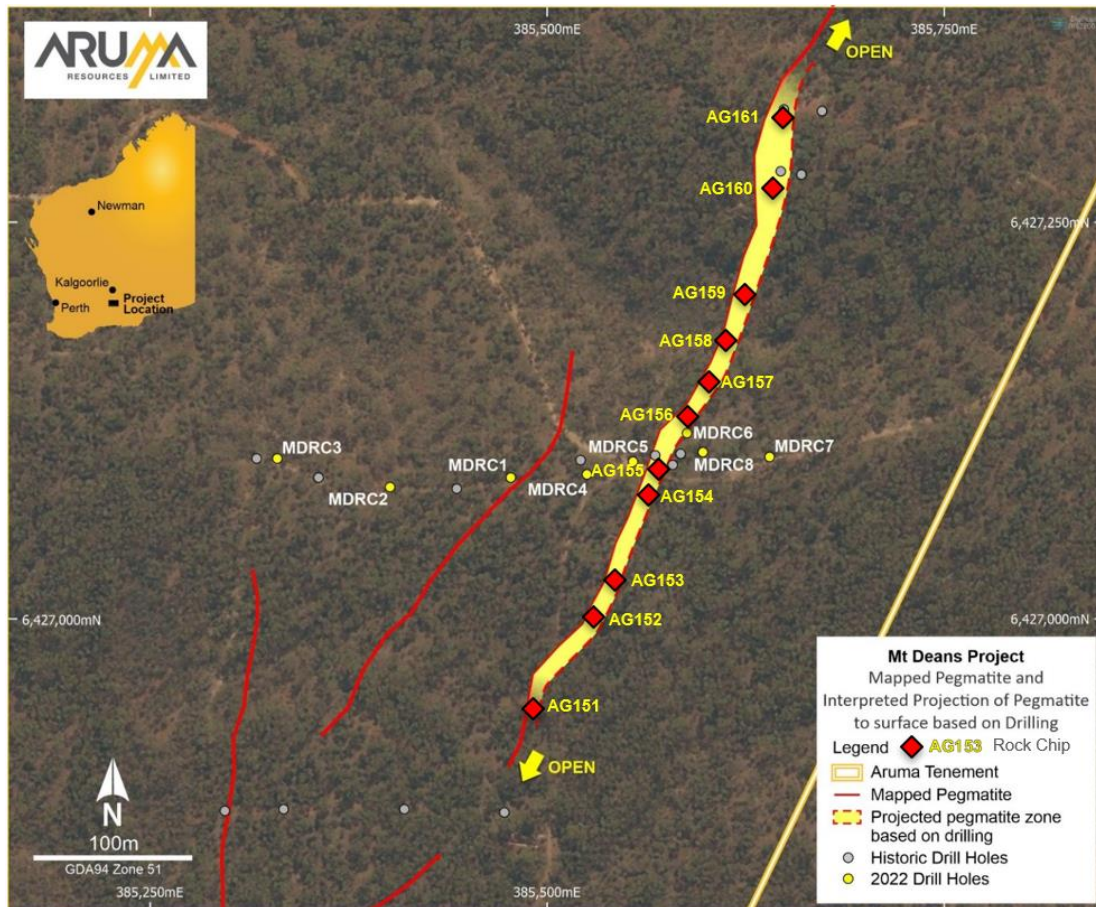 ARUMA
RESOURCES LIMITED
385,500mE
385,750mE
OPEN
AG161
AG160
6,427,250mN
Newman
Kalgoorlie
Perth
Project
Location
AG159
AG158
AG157
AG156
MDRC3
MDRC5
MDRC6
MDRC7
MDRC1
AG155
MDRC8
MDRC2
MDRC4
AG154
AG153
6,427,000mN
AG152
6,427,000mN
AG151
OPEN
N
100m
GDA94 Zone 51
385,250mE
385,500mE
Mt Deans Project
Mapped Pegmatite and
Interpreted Projection of Pegmatite
to surface based on Drilling
Legend AG153 Rock Chip
Aruma Tenement
Mapped Pegmatite
Projected pegmatite zone
based on drilling
Historic Drill Holes
2022 Drill Holes